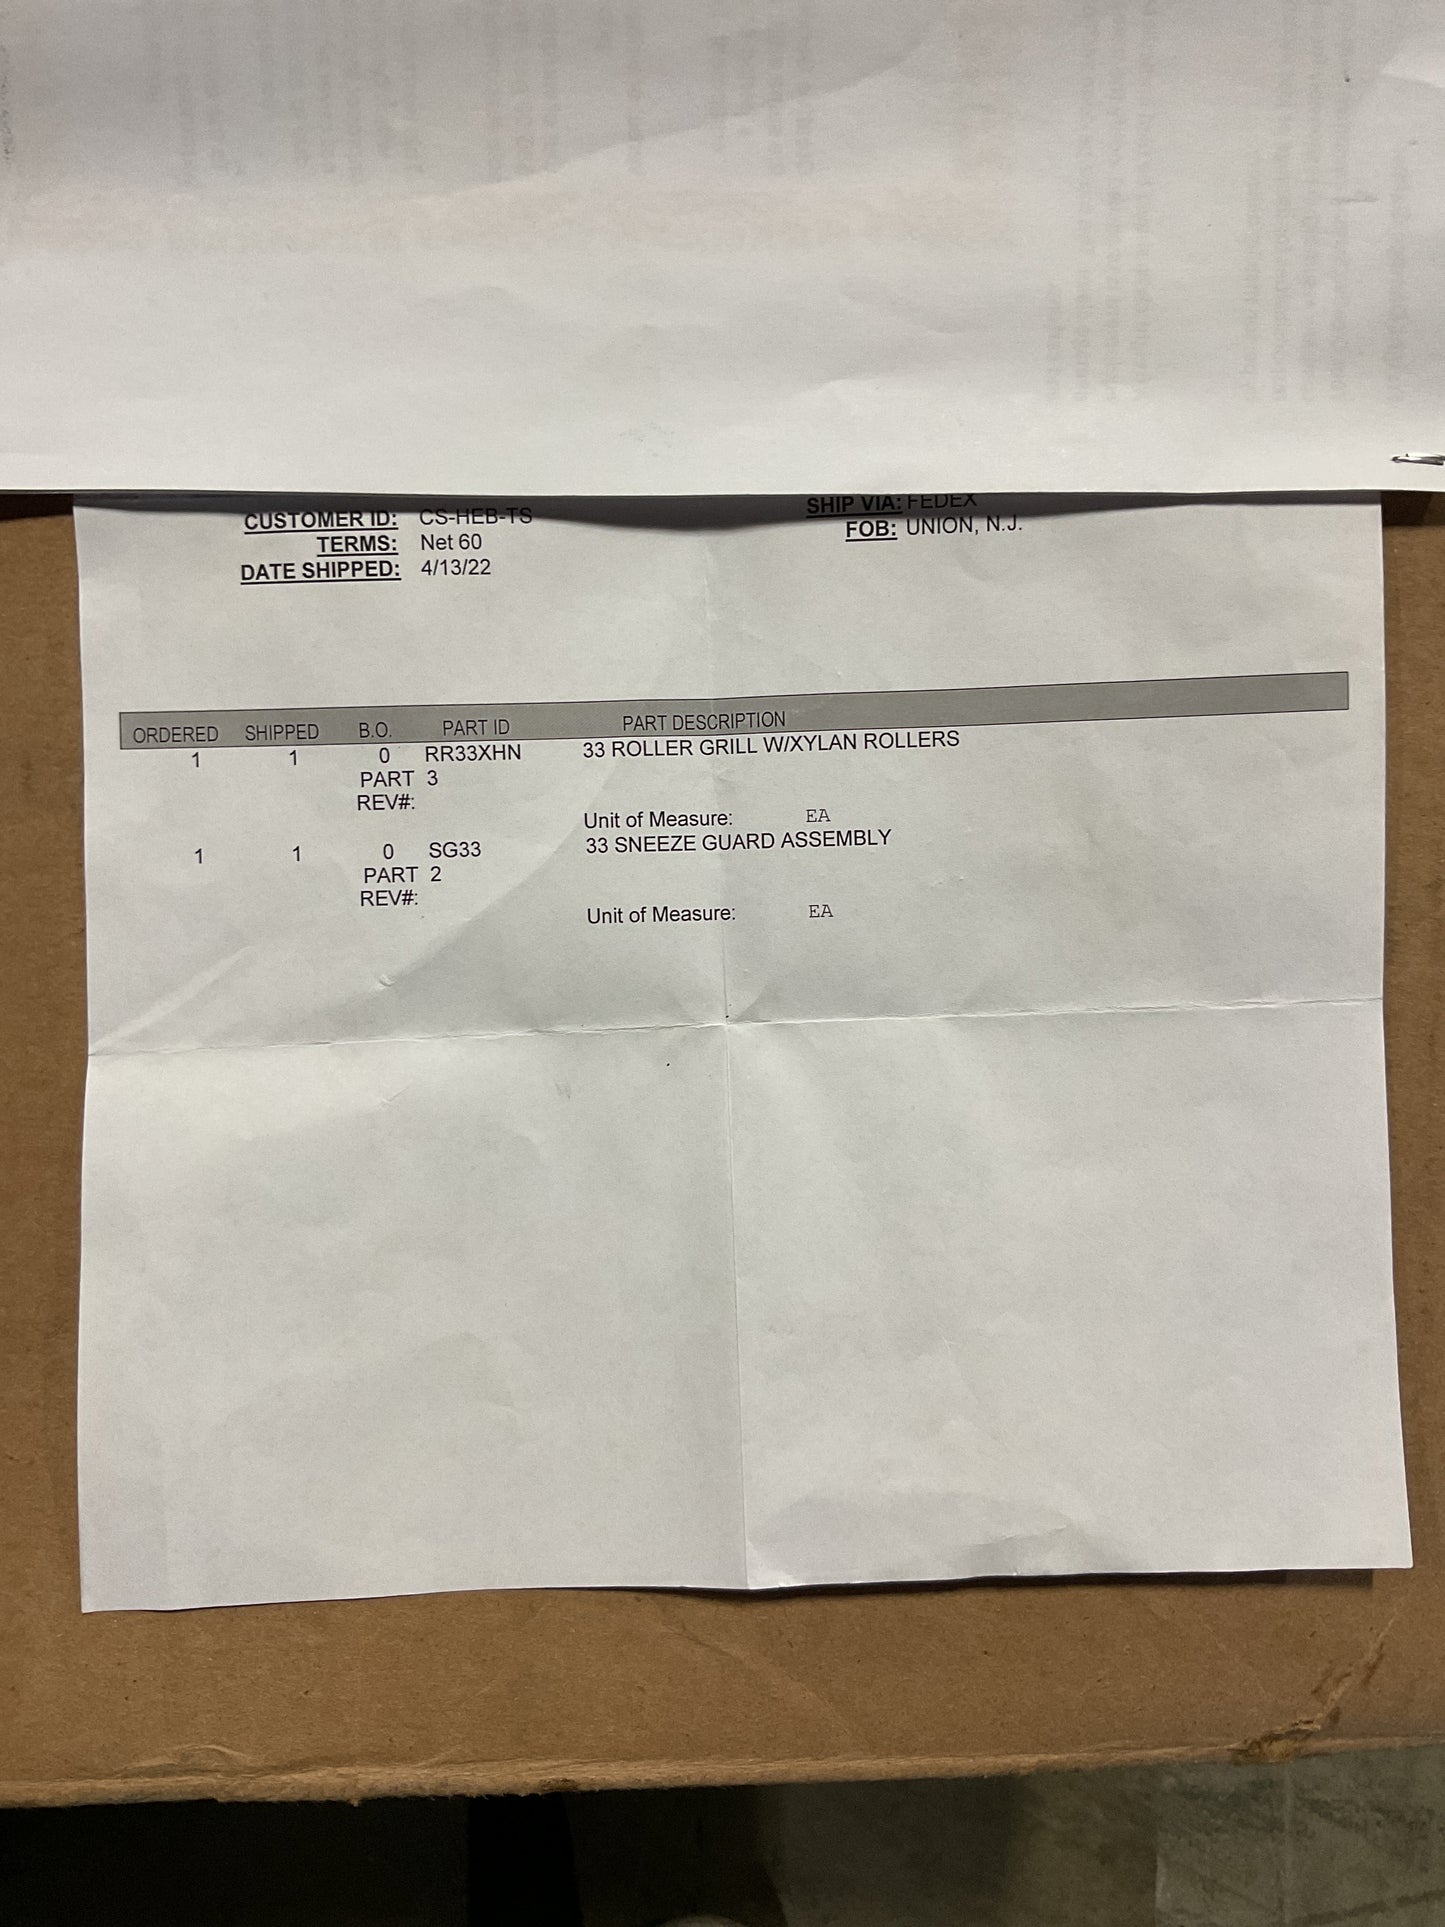 CUSTOMER ID: CS-HEB-TS
SHIP VIA: FEDEX
TERMS: Net 60
FOB: UNION, N.J.
DATE SHIPPED: 4/13/22
ORDERED SHIPPED B.O. PART ID PART DESCRIPTION
1 1 0 RR33XHN 33 ROLLER GRILL W/XYLAN ROLLERS
PART 3
REV#:
Unit of Measure: EA
1 1 0 SG33 33 SNEEZE GUARD ASSEMBLY
PART 2
REV#:
Unit of Measure: EA